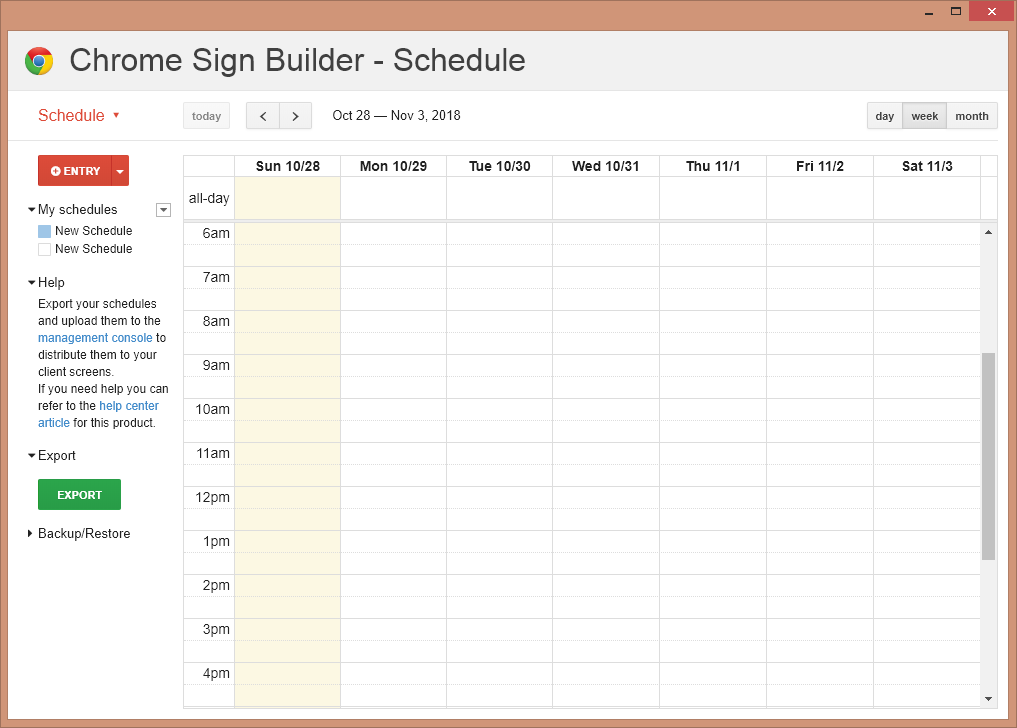 Chrome Sign Builder - Schedule
Schedule
today
Oct 28 — Nov 3, 2018
day
week
month
ENTRY
My schedules
New Schedule
New Schedule
Help
Export your schedules
and upload them to the
management console to
distribute them to your
client screens.
If you need help you can
refer to the help center
article for this product.
Export
EXPORT
Backup/Restore
Sun 10/28
Mon 10/29
Tue 10/30
Wed 10/31
Thu 11/1
Fri 11/2
Sat 11/3
all-day
6am
7am
8am
9am
10am
11am
12pm
1pm
2pm
3pm
4pm